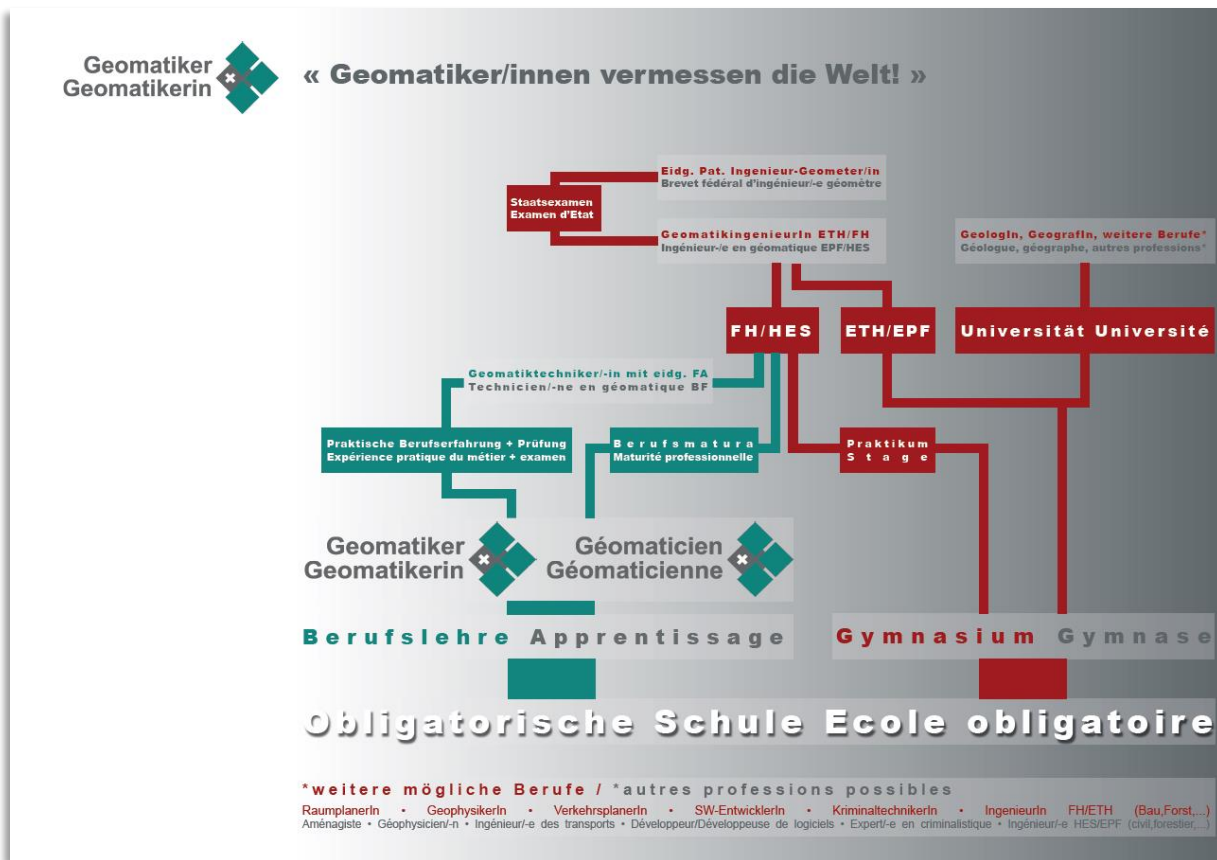 Geomatiker
Geomatikerin
« Geomatiker/innen vermessen die Welt! »
Eidg. Pat. Ingenieur-Geometer/in
Brevet fédéral d'ingénieur/-e géomètre
Staatsexamen
Examen d'Etat
GeomatikingenieurIn ETH/FH
Ingénieur-/e en géomatique EPF/HES
GeologIn, GeografIn, weitere Berufe*
Géologue, géographe, autres professions*
FH/HES
ETH/EPF
Universität Université
Geomatiktechniker/-in mit eidg. FA
Technicien/-ne en géomatique BF
Praktische Berufserfahrung + Prüfung
Expérience pratique du métier + examen
Berufsmatura
Maturité professionnelle
Praktikum
Stage
Geomatiker
Geomatikerin
Géomaticien
Géomaticienne
Berufslehre Apprentissage
Gymnasium Gymnase
Obligatorische Schule Ecole obligatoire
*weitere mögliche Berufe / *autres professions possibles
RaumplanerIn • GeophysikerIn • VerkehrsplanerIn • SW-EntwicklerIn • KriminaltechnikerIn • IngenieurIn FH/ETH (Bau,Forst,...)
Aménagiste • Géophysicien/-n • Ingénieur/-e des transports • Développeur/Développeuse de logiciels • Expert/-e en criminalistique • Ingénieur/-e HES/EPF (civil,forestier,...)